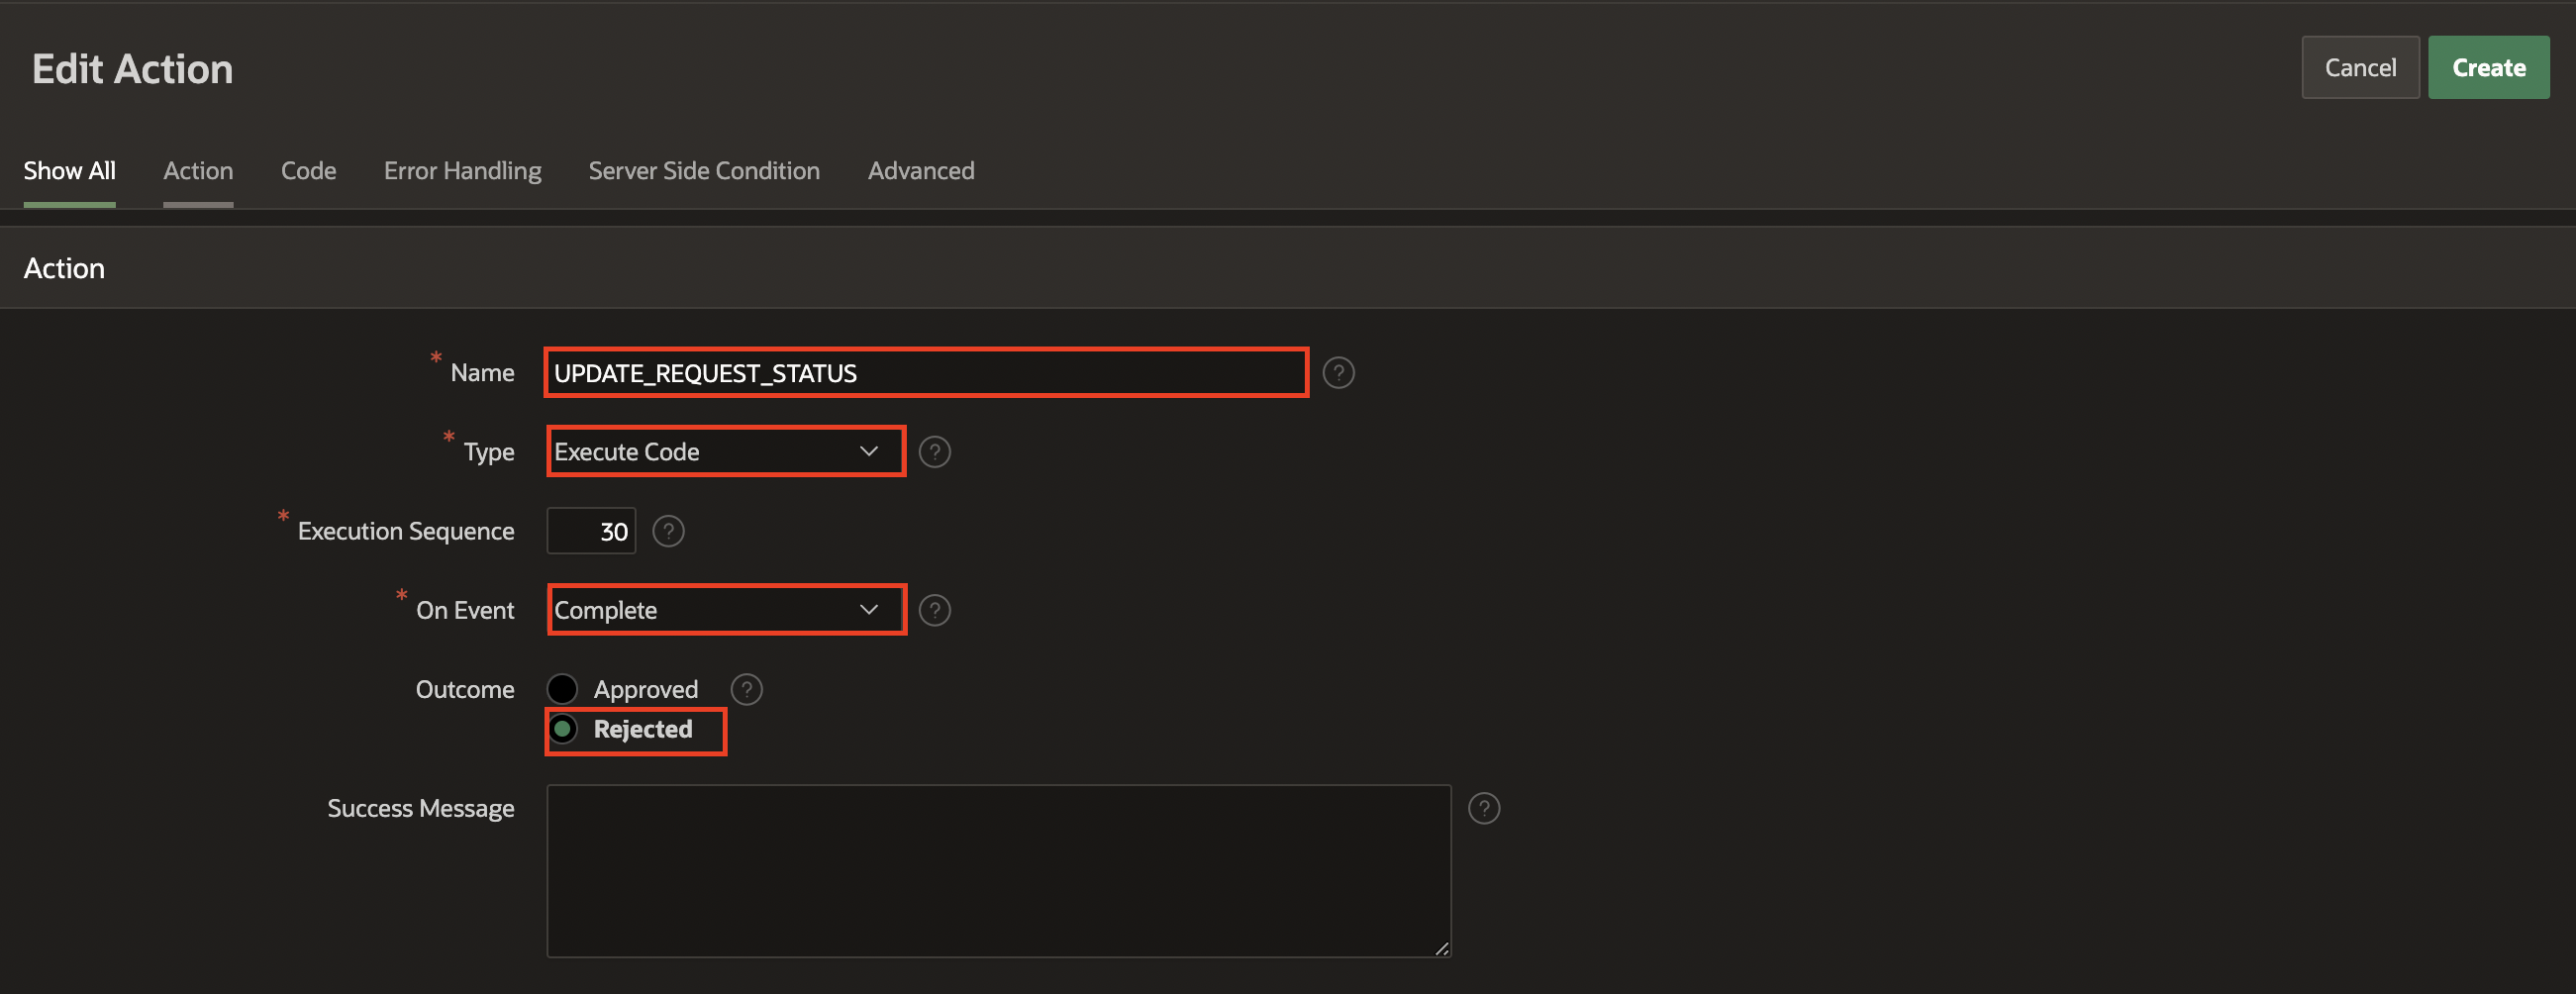 Edit Action
Cancel
Create
Show All
Action
Code
Error Handling
Server Side Condition
Advanced
Action
* Name
UPDATE_REQUEST_STATUS
?
* Type
Execute Code
?
* Execution Sequence
30
?
* On Event
Complete
?
Outcome
Approved
?
Rejected
Success Message
?